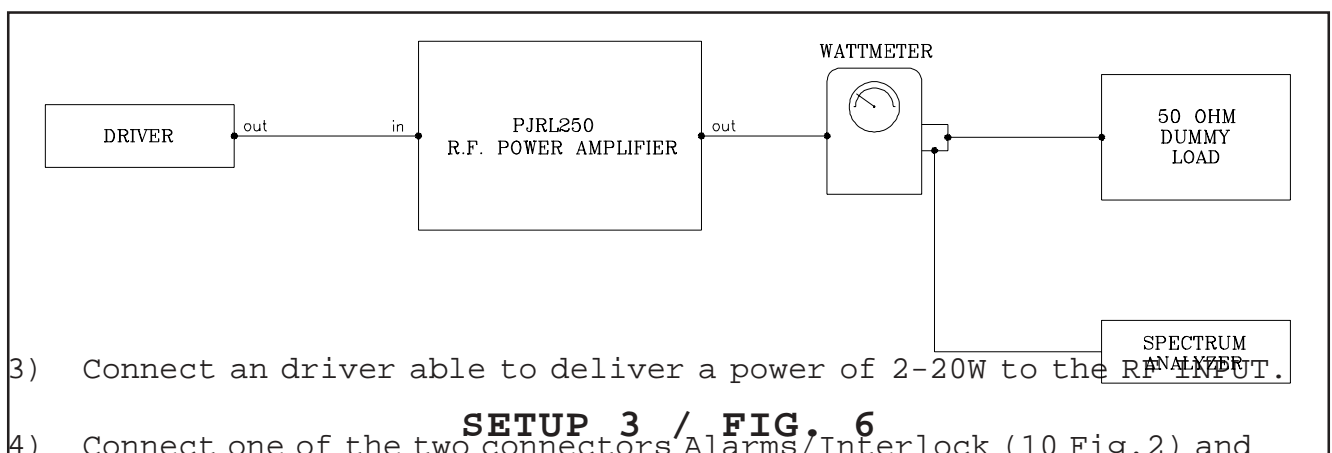 WATTMETER
DRIVER
out
in
PJRL250
R.F. POWER AMPLIFIER
out
50 OHM
DUMMY
LOAD
SPECTRUM
ANALYZER
3) Connect an driver able to deliver a power of 2-20W to the RF INPUT.
SETUP 3 / FIG. 6
4) Connect one of the two connectors Alarms/Interlock (10 Fig.2) and